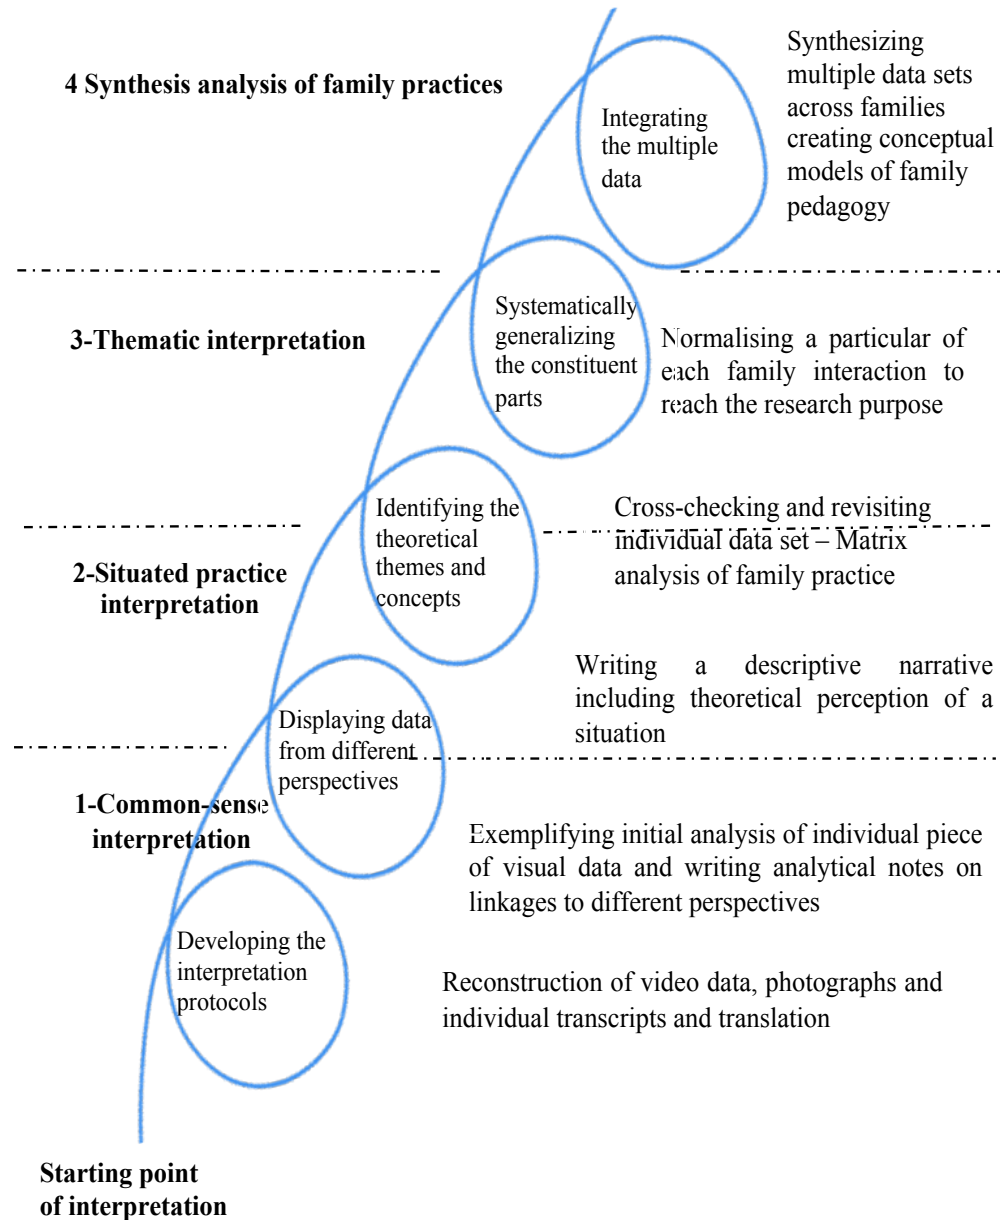 4 Synthesis analysis of family practices
Integrating
the multiple
data
Synthesizing
multiple data sets
across families
creating conceptual
models of family
pedagogy
3-Thematic interpretation
Systematically
generalizing
the constituent
parts
Normalising a particular of
each family interaction to
reach the research purpose
Identifying the
theoretical
themes and
concepts
Cross-checking and revisiting
individual data set – Matrix
analysis of family practice
2-Situated practice
interpretation
Writing a descriptive narrative
including theoretical perception of a
situation
Displaying data
from different
perspectives
1-Common-sense
interpretation
Exemplifying initial analysis of individual piece
of visual data and writing analytical notes on
linkages to different perspectives
Developing the
interpretation
protocols
Reconstruction of video data, photographs and
individual transcripts and translation
Starting point
of interpretation